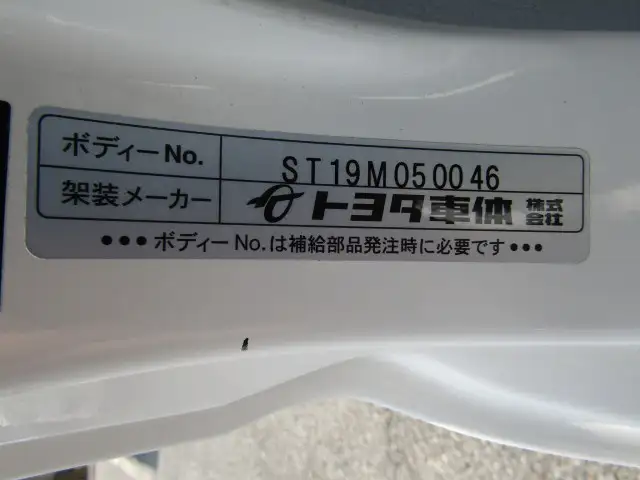 ボディーNo. ST19M050046
架装メーカー トヨタ車体 株式会社
●●● ボディーNo.は補給部品発注時に必要です ●●●